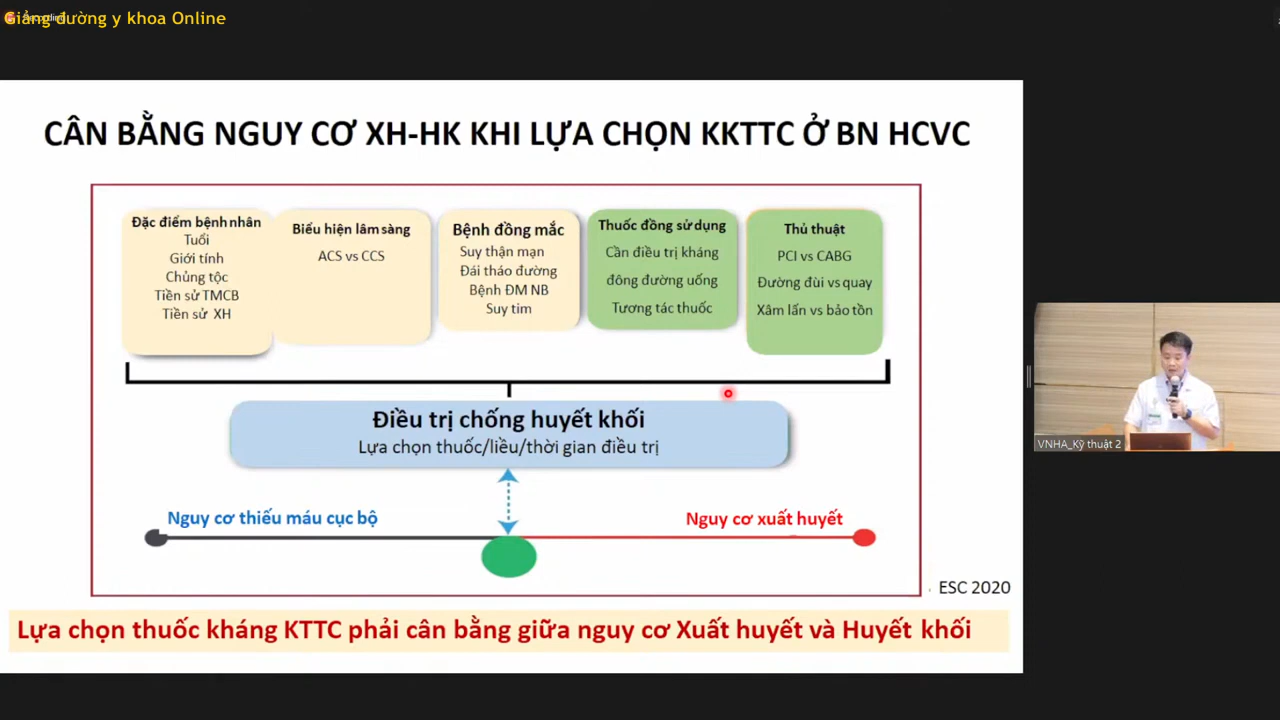 Giảng đường y khoa Online
CÂN BẰNG NGUY CƠ XH-HK KHI LỰA CHỌN KKTTC Ở BN HCVC
Đặc điểm bệnh nhân
Tuổi
Giới tính
Chủng tộc
Tiền sử TMCB
Tiền sử XH
Biểu hiện lâm sàng
ACS vs CCS
Bệnh đồng mắc
Suy thận mạn
Đái tháo đường
Bệnh ĐM NB
Suy tim
Thuốc đồng sử dụng
Cần điều trị kháng
đông đường uống
Tương tác thuốc
Thủ thuật
PCI vs CABG
Đường đùi vs quay
Xâm lấn vs bảo tồn
Điều trị chống huyết khối
Lựa chọn thuốc/liều/thời gian điều trị
Nguy cơ thiếu máu cục bộ
Nguy cơ xuất huyết
ESC 2020
Lựa chọn thuốc kháng KTTC phải cân bằng giữa nguy cơ Xuất huyết và Huyết khối
VNHA_Kỹ thuật 2